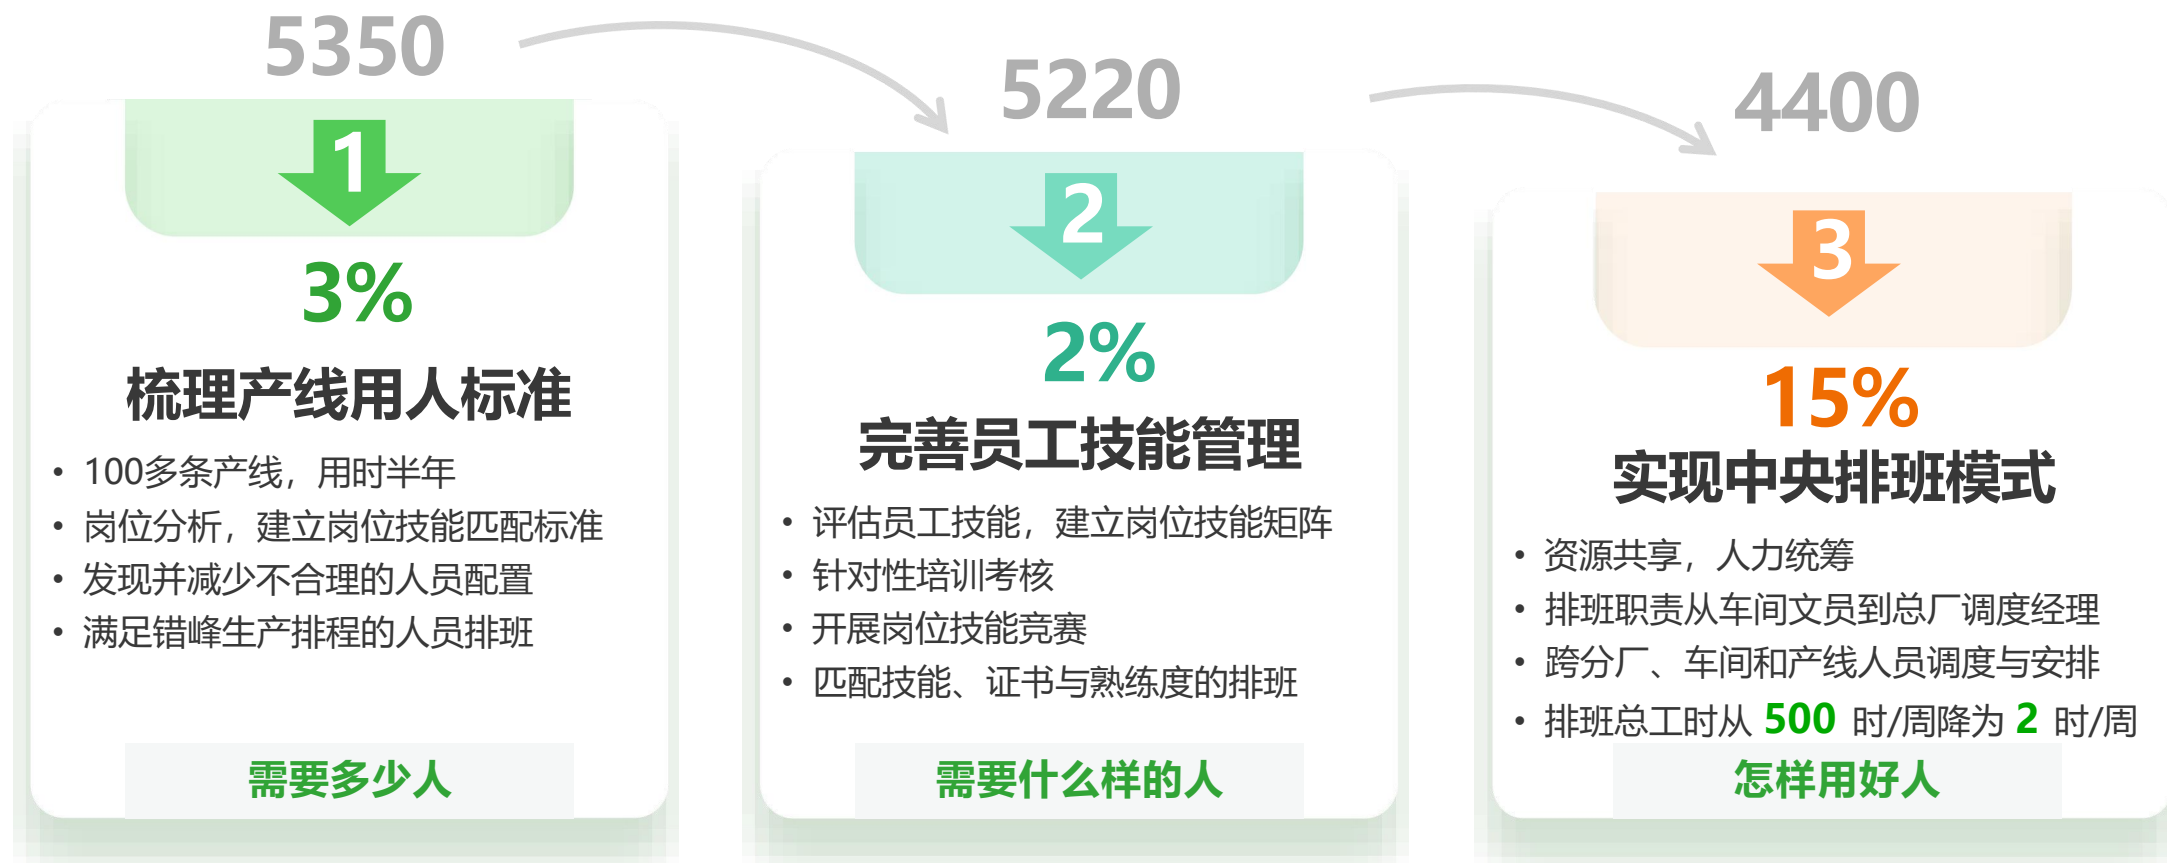 5350
1
3%
梳理产线用人标准
• 100多条产线，用时半年
• 岗位分析，建立岗位技能匹配标准
• 发现并减少不合理的人员配置
• 满足错峰生产排程的人员排班
需要多少人
5220
2
2%
完善员工技能管理
• 评估员工技能，建立岗位技能矩阵
• 针对性培训考核
• 开展岗位技能竞赛
• 匹配技能、证书与熟练度的排班
需要什么样的人
4400
3
15%
实现中央排班模式
• 资源共享，人力统筹
• 排班职责从车间文员到总厂调度经理
• 跨分厂、车间和产线人员调度与安排
• 排班总工时从 500 时/周降为 2 时/周
怎样用好人